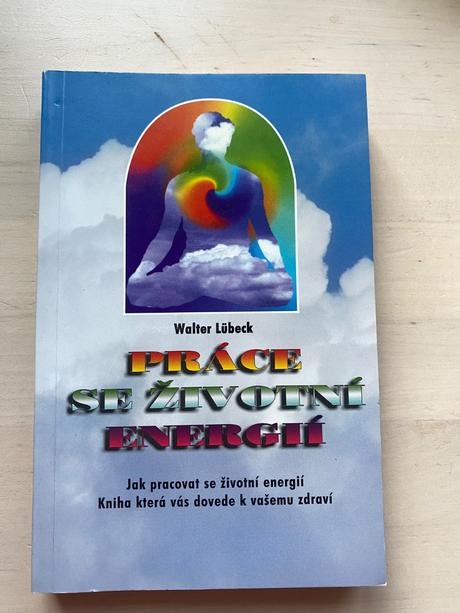 Walter Lübeck
PRÁCE
SE ŽIVOTNÍ
ENERGIÍ
Jak pracovat se životní energií
Kniha která vás dovede k vašemu zdraví